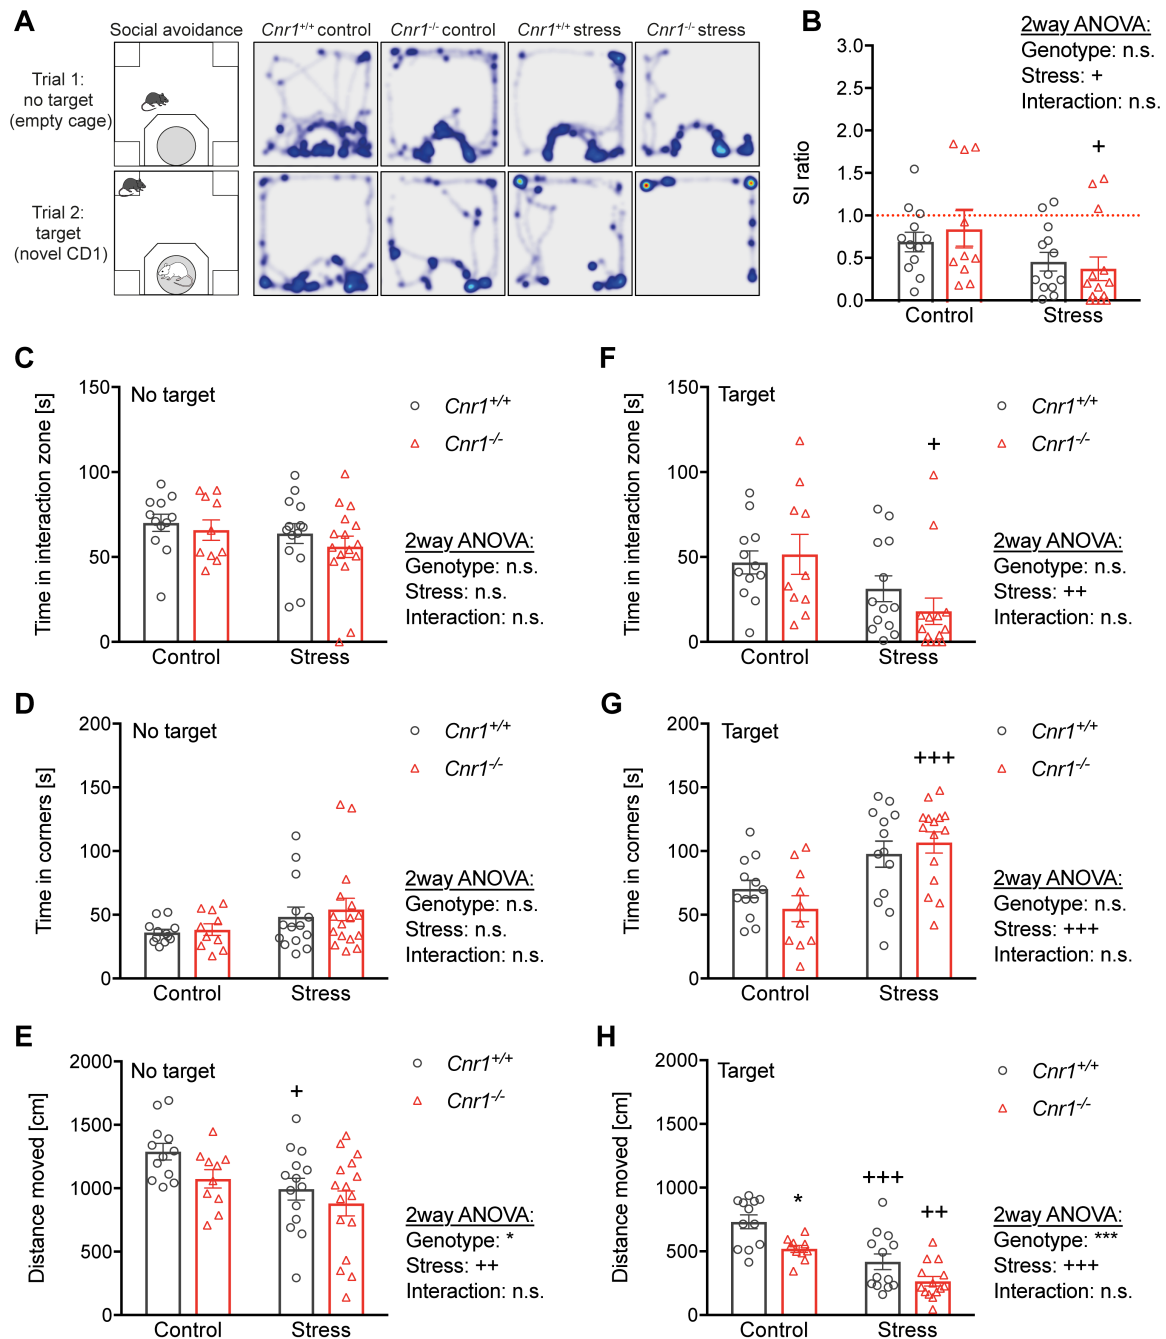 A
Social avoidance
Cnr1+/+ control
Cnr1-/- control
Cnr1+/+ stress
Cnr1-/- stress
Trial 1:
no target
(empty cage)
Trial 2:
target
(novel CD1)
B
2way ANOVA:
Genotype: n.s.
Stress: +
Interaction: n.s.
SI ratio
3.0
2.5
2.0
1.5
1.0
0.5
0.0
+
Control
Stress
C
No target
Time in interaction zone [s]
150
100
50
0
Control
Stress
Cnr1+/+
Cnr1-/-
2way ANOVA:
Genotype: n.s.
Stress: n.s.
Interaction: n.s.
F
Target
Time in interaction zone [s]
150
100
50
0
+
Control
Stress
Cnr1+/+
Cnr1-/-
2way ANOVA:
Genotype: n.s.
Stress: ++
Interaction: n.s.
D
No target
Time in corners [s]
200
150
100
50
0
Control
Stress
Cnr1+/+
Cnr1-/-
2way ANOVA:
Genotype: n.s.
Stress: n.s.
Interaction: n.s.
G
Target
Time in corners [s]
200
150
100
50
0
+++
Control
Stress
Cnr1+/+
Cnr1-/-
2way ANOVA:
Genotype: n.s.
Stress: +++
Interaction: n.s.
E
No target
Distance moved [cm]
2000
1500
1000
500
0
+
Control
Stress
Cnr1+/+
Cnr1-/-
2way ANOVA:
Genotype: *
Stress: ++
Interaction: n.s.
H
Target
Distance moved [cm]
2000
1500
1000
500
0
*
+++
++
Control
Stress
Cnr1+/+
Cnr1-/-
2way ANOVA:
Genotype: ***
Stress: +++
Interaction: n.s.